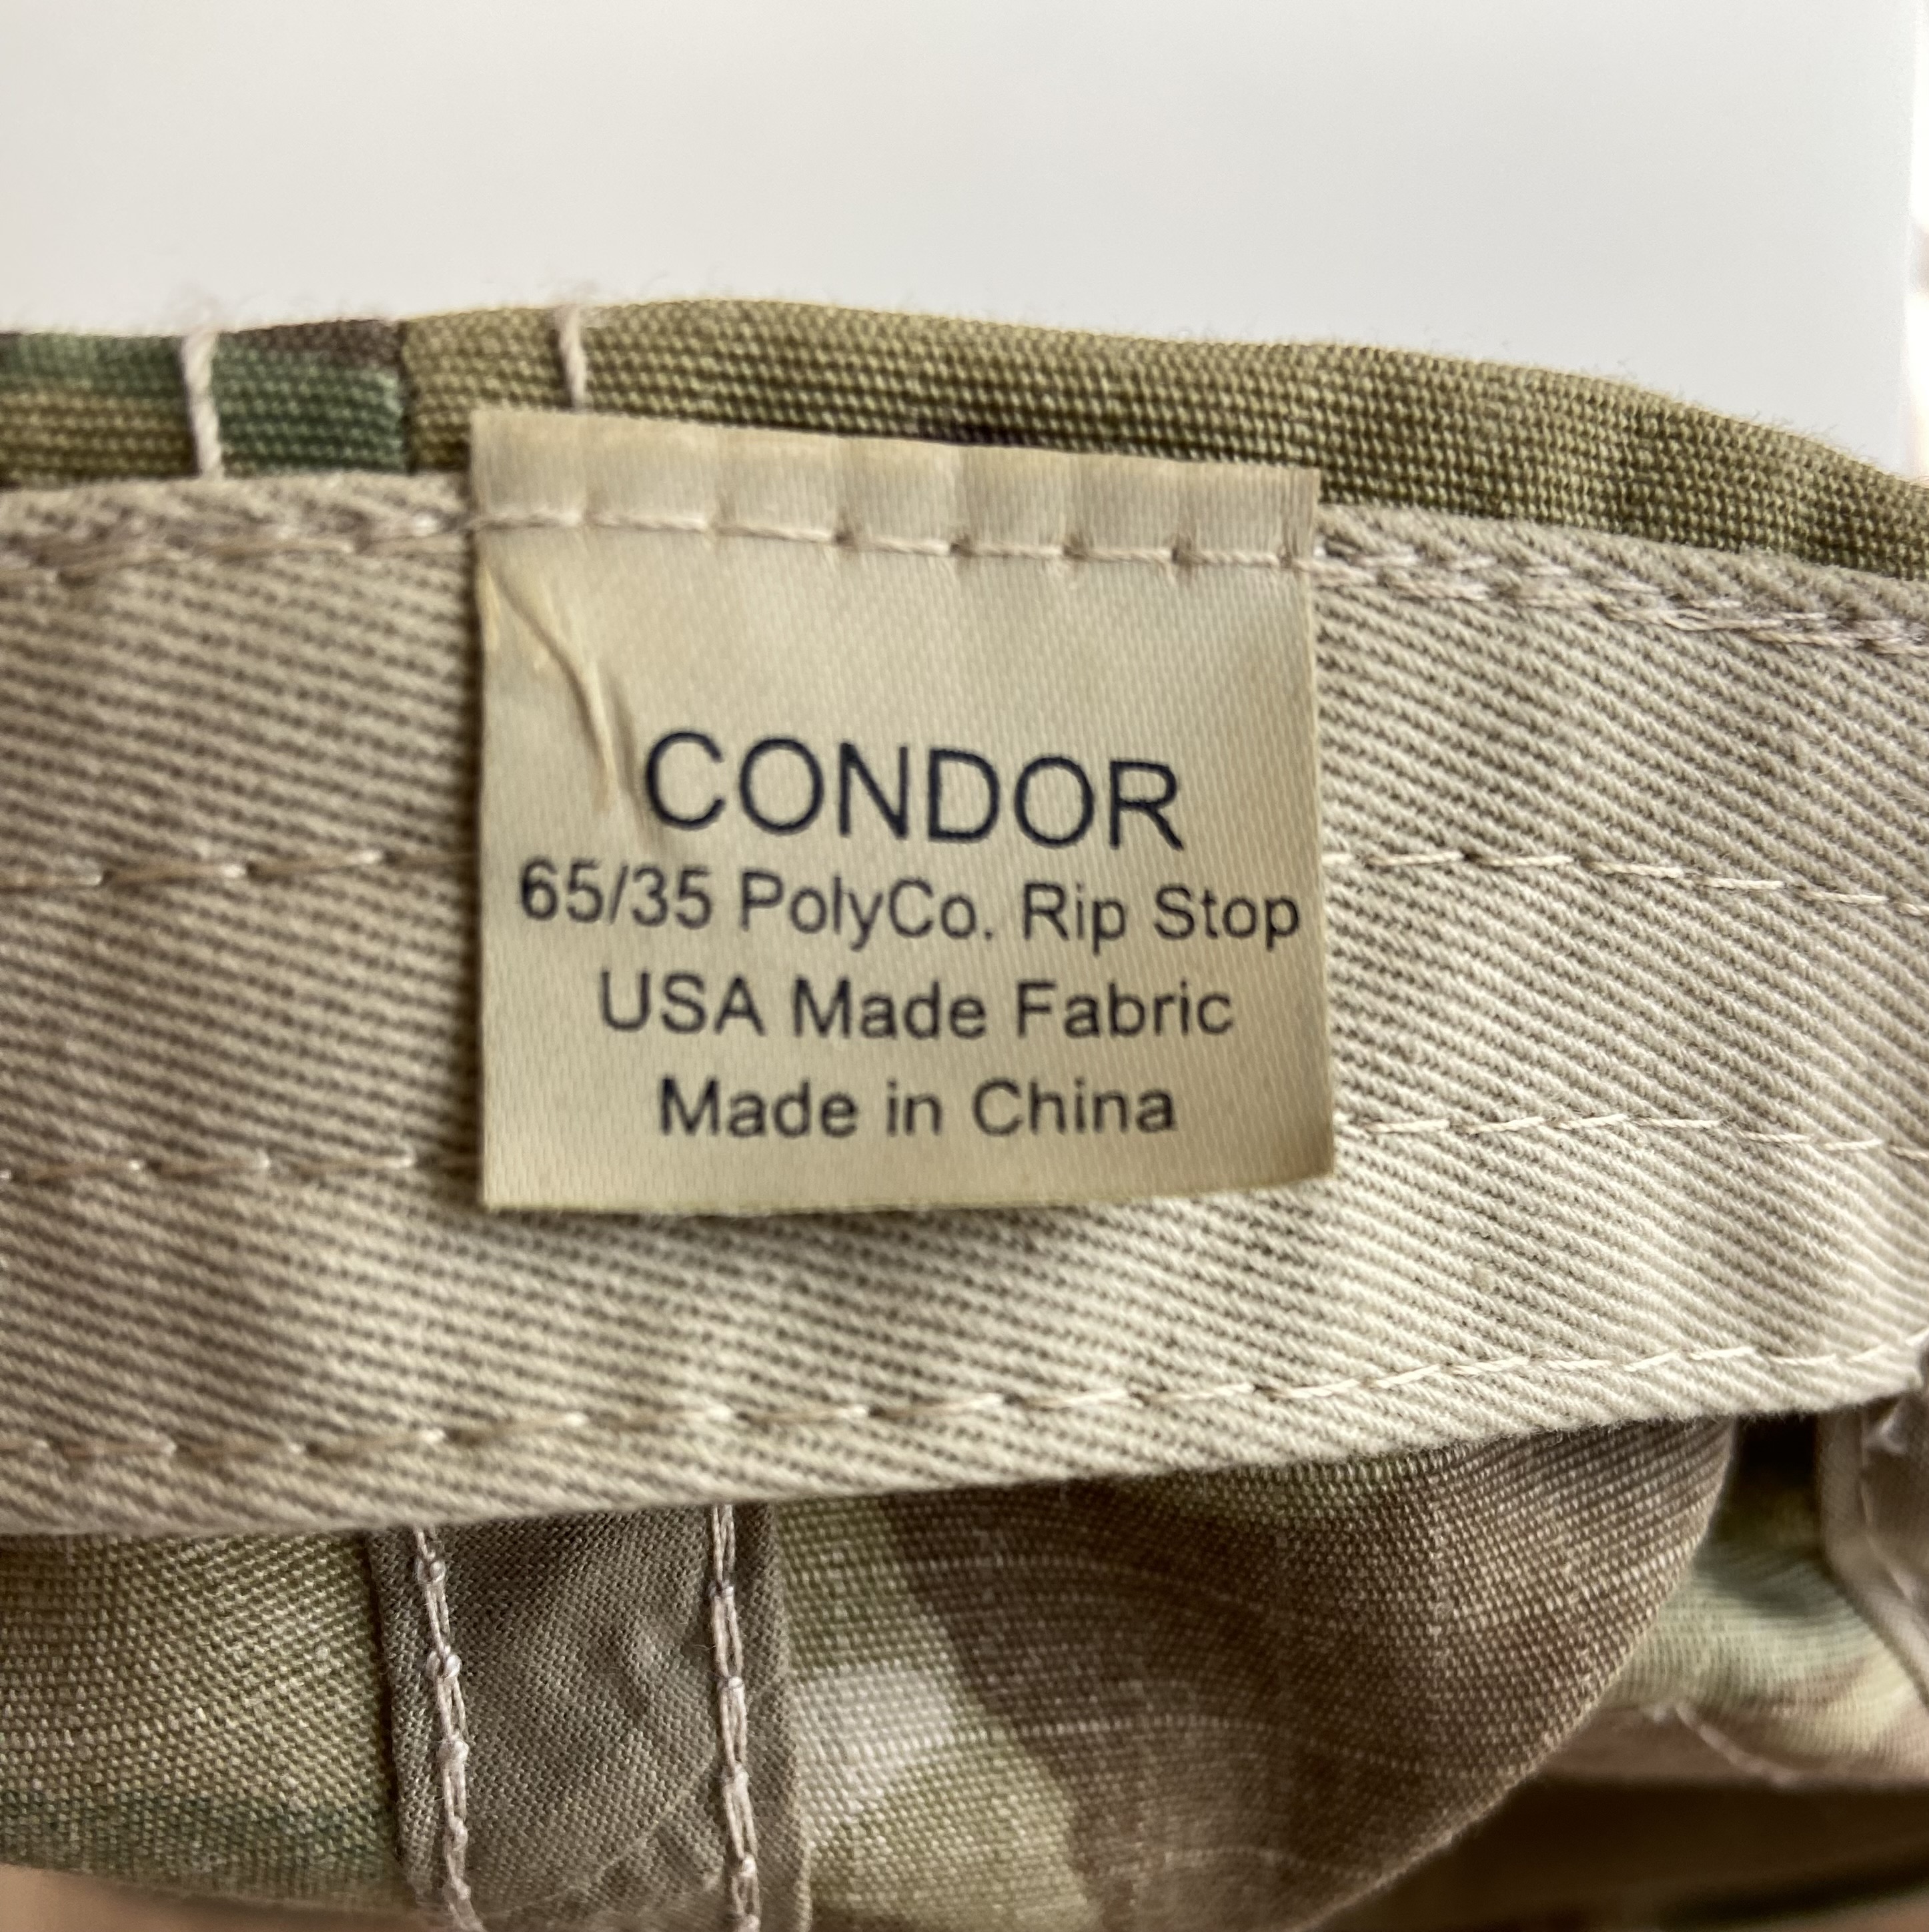 CONDOR
65/35 PolyCo. Rip Stop
USA Made Fabric
Made in China